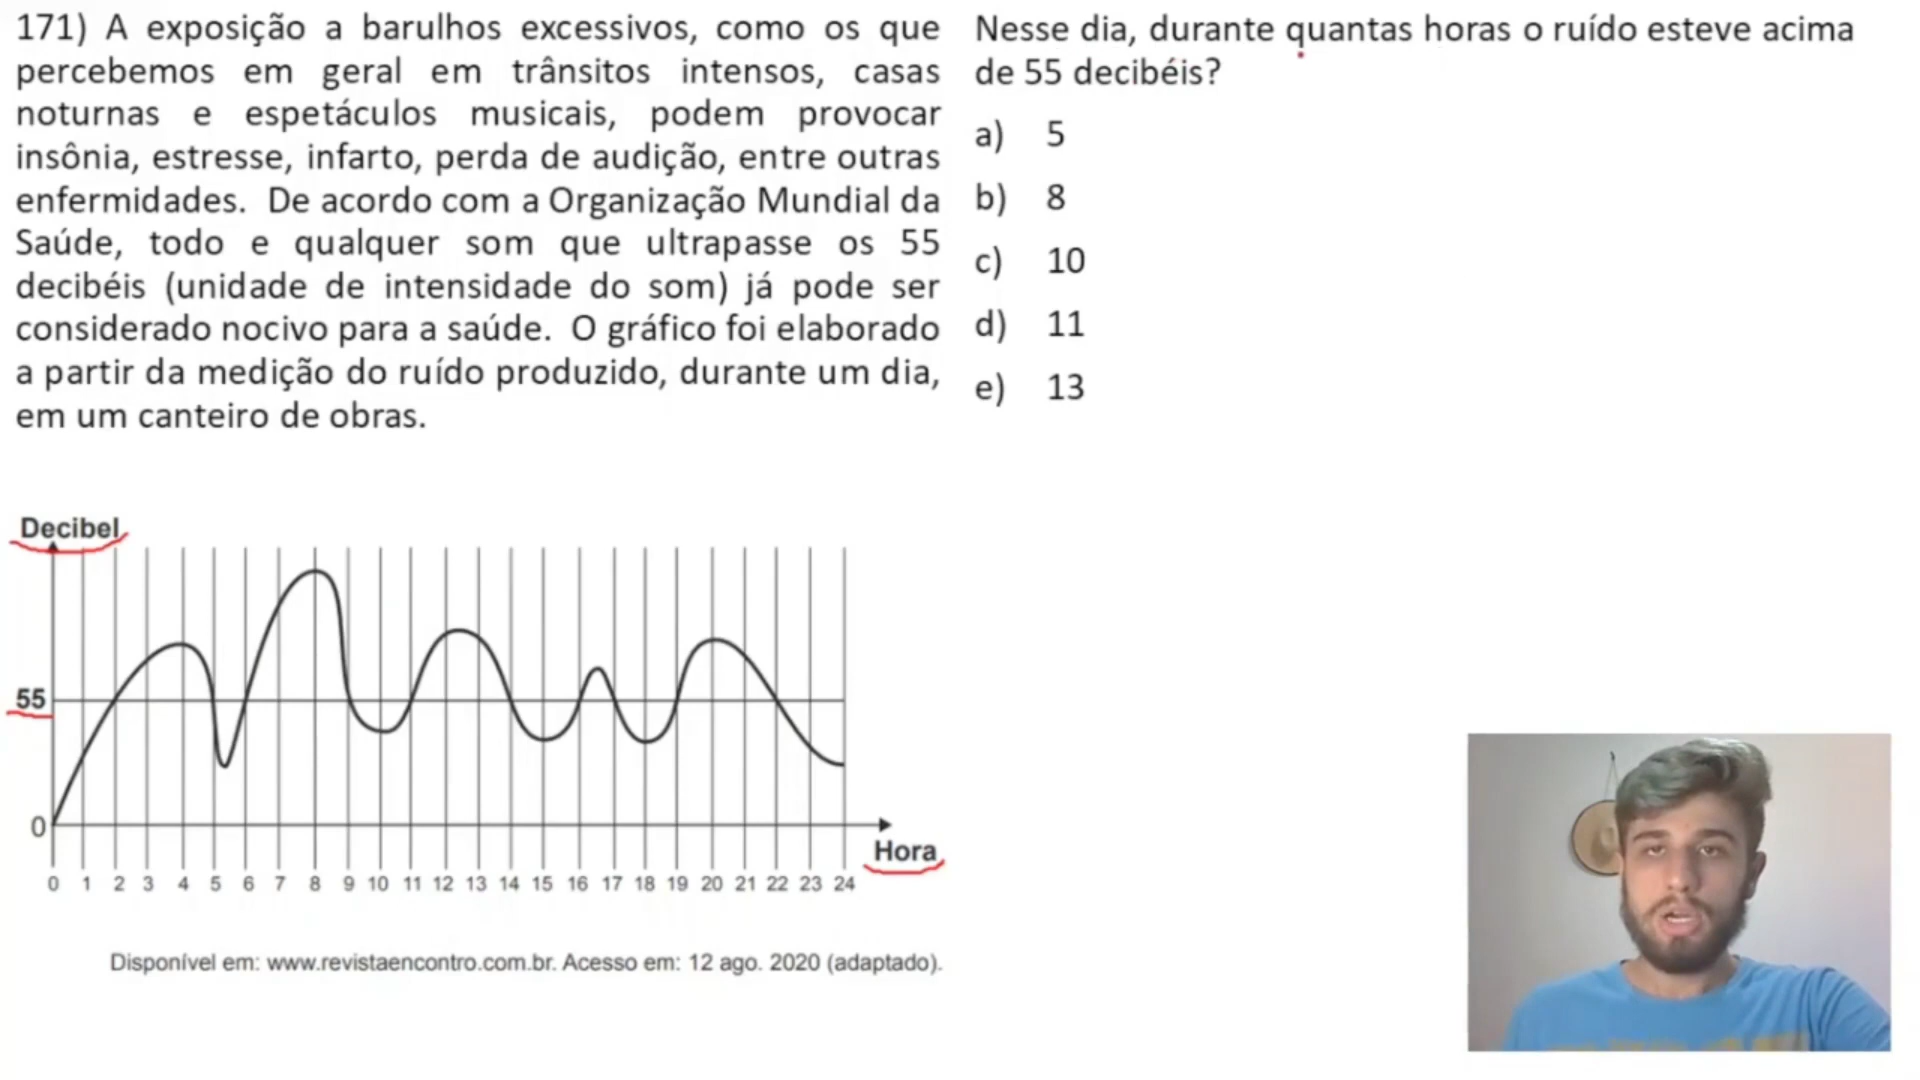 171) A exposição a barulhos excessivos, como os que
percebemos em geral em trânsitos intensos, casas
noturnas e espetáculos musicais, podem provocar
insônia, estresse, infarto, perda de audição, entre outras
enfermidades. De acordo com a Organização Mundial da
Saúde, todo e qualquer som que ultrapasse os 55
decibéis (unidade de intensidade do som) já pode ser
considerado nocivo para a saúde. O gráfico foi elaborado
a partir da medição do ruído produzido, durante um dia,
em um canteiro de obras.
Decibel
55
0
Hora
0 1 2 3 4 5 6 7 8 9 10 11 12 13 14 15 16 17 18 19 20 21 22 23 24
Disponível em: www.revistaencontro.com.br. Acesso em: 12 ago. 2020 (adaptado).
Nesse dia, durante quantas horas o ruído esteve acima
de 55 decibéis?
a) 5
b) 8
c) 10
d) 11
e) 13